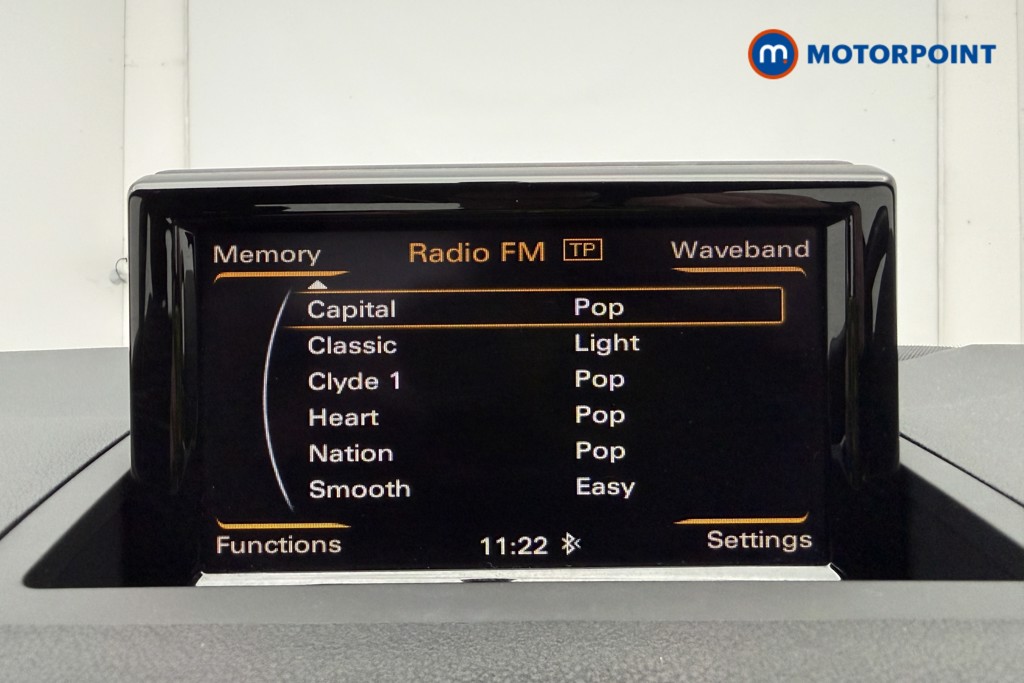 m MOTORPOINT
Memory Radio FM TP Waveband
Capital Pop
Classic Light
Clyde 1 Pop
Heart Pop
Nation Pop
Smooth Easy
Functions 11:22 Settings